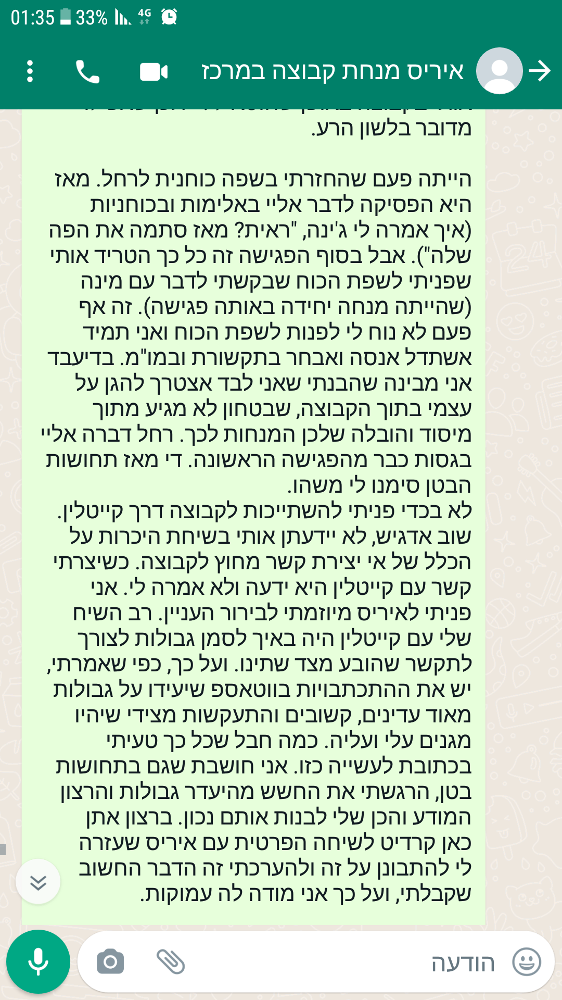 01:35 33% 4G
איריס מנחת קבוצה במרכז
מדובר בלשון הרע.
הייתה פעם שהחזרתי בשפה כוחנית לרחל. מאז
היא הפסיקה לדבר אליי באלימות ובכוחניות
(איך אמרה לי ג'ינה, "ראית? מאז סתמה את הפה
שלה"). אבל בסוף הפגישה זה כל כך הטריד אותי
שפניתי לשפת הכוח שבקשתי לדבר עם מינה
(שהייתה מנחה יחידה באותה פגישה). זה אף
פעם לא נוח לי לפנות לשפת הכוח ואני תמיד
אשתדל אנסה ואבחר בתקשורת ובמו"מ. בדיעבד
אני מבינה שהבנתי שאני לבד אצטרך להגן על
עצמי בתוך הקבוצה, שבטחון לא מגיע מתוך
מיסוד והובלה שלכן המנחות לכך. רחל דברה אליי
בגסות כבר מהפגישה הראשונה. די מאז תחושות
הבטן סימנו לי משהו.
לא בכדי פניתי להשתייכות לקבוצה דרך קייטלין.
שוב אדגיש, לא יידעתן אותי בשיחת היכרות על
הכלל של אי יצירת קשר מחוץ לקבוצה. כשיצרתי
קשר עם קייטלין היא ידעה ולא אמרה לי. אני
פניתי לאיריס מיוזמתי לבירור העניין. רב השיח
שלי עם קייטלין היה באיך לסמן גבולות לצורך
לתקשר שהובע מצד שתינו. ועל כך, כפי שאמרתי,
יש את ההתכתבויות בווטאספ שיעידו על גבולות
מאוד עדינים, קשובים והתעקשות מצידי שיהיו
מגנים עלי ועליה. כמה חבל שכל כך טעיתי
בכתובת לעשייה כזו. אני חושבת שגם בתחושות
בטן, הרגשתי את החשש מהיעדר גבולות והרצון
המודע והכן שלי לבנות אותם נכון. ברצון אתן
כאן קרדיט לשיחה הפרטית עם איריס שעזרה
לי להתבונן על זה ולהערכתי זה הדבר החשוב
שקבלתי, ועל כך אני מודה לה עמוקות.
הודעה